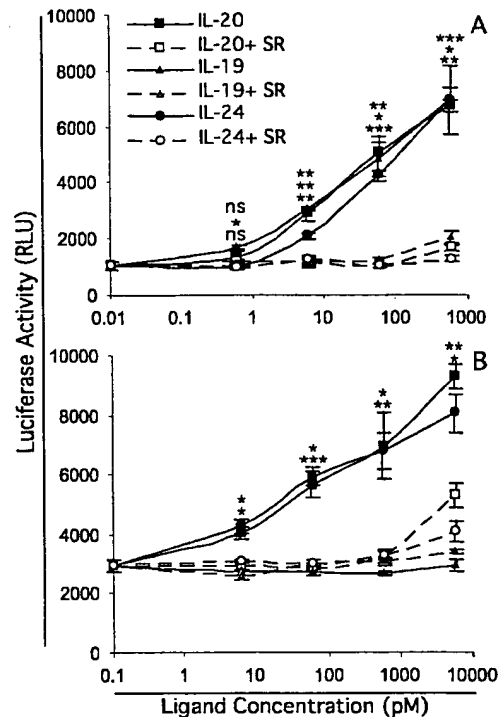 A
IL-20
IL-20+ SR
IL-19
IL-19+ SR
IL-24
IL-24+ SR
***
*
**
**
*
***
**
**
**
ns
*
ns
10000
8000
6000
4000
2000
0
0.01 0.1 1 10 100 1000
Luciferase Activity (RLU)
B
**
*
*
**
*
***
*
*
10000
8000
6000
4000
2000
0
0.1 1 10 100 1000 10000
Ligand Concentration (pM)